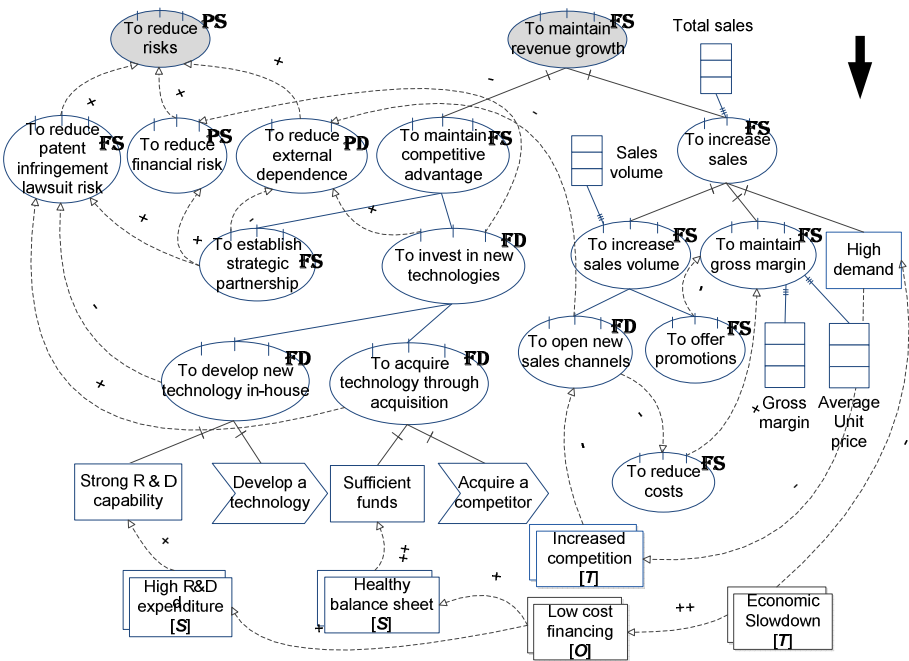 To reduce
risks
PS
To maintain
revenue growth
FS
Total sales
+
+
+
-
-
To reduce
patent
infringement
lawsuit risk
FS
To reduce
financial risk
PS
To reduce
external
dependence
PD
To maintain
competitive
advantage
FS
Sales
volume
To increase
sales
FS
+
+
-
+
To establish
strategic
partnership
FS
To invest in new
technologies
FD
To increase
sales volume
FS
To maintain
gross margin
FS
High
demand
-
-
To develop new
technology in-house
FD
To acquire
technology through
acquisition
FD
To open new
sales channels
FD
To offer
promotions
FS
+
Gross
margin
Average
Unit
price
+
-
-
-
-
To reduce
costs
FS
Strong R & D
capability
Develop a
technology
Sufficient
funds
Acquire a
competitor
+
++
Increased
competition
[T]
High R&D
d
expenditure
[S]
Healthy
balance sheet
[S]
+
+
Low cost
financing
[O]
++
Economic
Slowdown
[T]